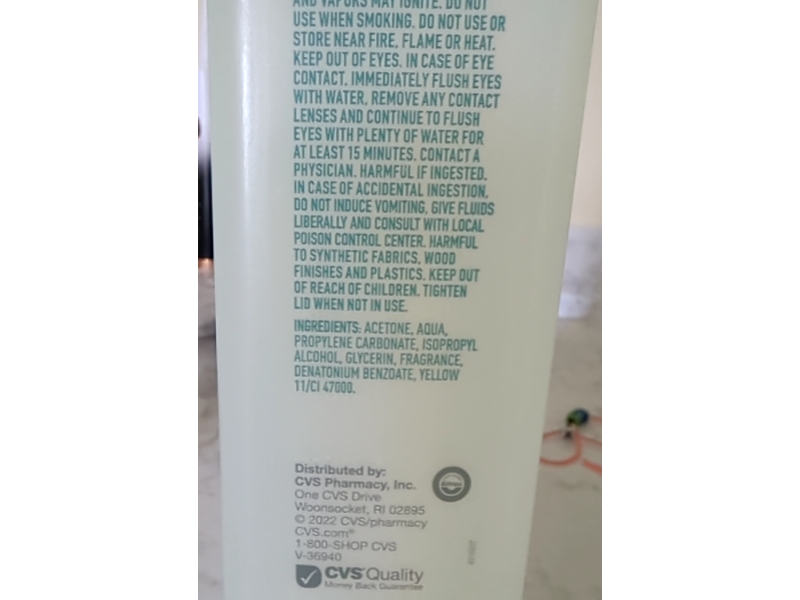 AND VAPORS MAY IGNITE. DO NOT
USE WHEN SMOKING. DO NOT USE OR
STORE NEAR FIRE, FLAME OR HEAT.
KEEP OUT OF EYES. IN CASE OF EYE
CONTACT, IMMEDIATELY FLUSH EYES
WITH WATER, REMOVE ANY CONTACT
LENSES AND CONTINUE TO FLUSH
EYES WITH PLENTY OF WATER FOR
AT LEAST 15 MINUTES. CONTACT A
PHYSICIAN. HARMFUL IF INGESTED.
IN CASE OF ACCIDENTAL INGESTION,
DO NOT INDUCE VOMITING, GIVE FLUIDS
LIBERALLY AND CONSULT WITH LOCAL
POISON CONTROL CENTER. HARMFUL
TO SYNTHETIC FABRICS, WOOD
FINISHES AND PLASTICS. KEEP OUT
OF REACH OF CHILDREN. TIGHTEN
LID WHEN NOT IN USE.
INGREDIENTS: ACETONE, AQUA,
PROPYLENE CARBONATE, ISOPROPYL
ALCOHOL, GLYCERIN, FRAGRANCE,
DENATONIUM BENZOATE, YELLOW
11/CI 47000.
Distributed by:
CVS Pharmacy, Inc.
One CVS Drive
Woonsocket, RI 02895
© 2022 CVS/pharmacy
CVS.com®
1-800-SHOP CVS
V-36940
CVS Quality
Money Back Guarantee